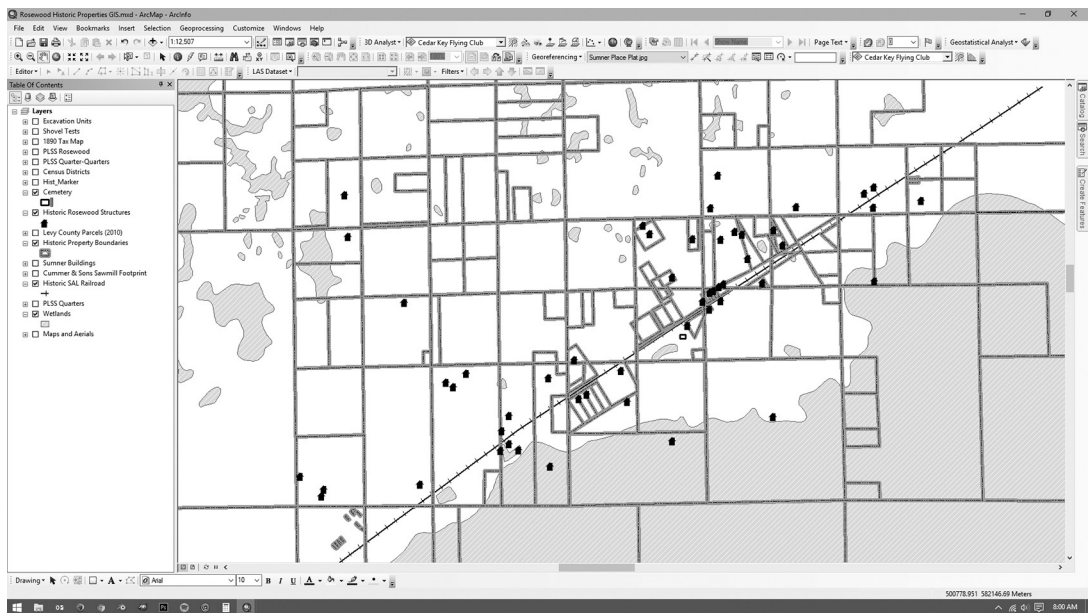 Rosewood Historic Properties GIS.mxd - ArcMap - ArcInfo
File Edit View Bookmarks Insert Selection Geoprocessing Customize Windows Help
1:12,507 3D Analyst Cedar Key Flying Club Page Text Geostatistical Analyst
Georeferencing Sumner Place Plat.jpg Cedar Key Flying Club
Editor LAS Dataset Filters
Table Of Contents
Layers
Excavation Units
Shovel Tests
1890 Tax Map
PLSS Rosewood
PLSS Quarter-Quarters
Census Districts
Hist_Marker
Cemetery
Historic Rosewood Structures
Levy County Parcels (2010)
Historic Property Boundaries
Sumner Buildings
Cummer & Sons Sawmill Footprint
Historic SAL Railroad
PLSS Quarters
Wetlands
Maps and Aerials
Catalog
Search
Create Features
Drawing A Arial 10 B I U A
500778.951 582146.69 Meters
8:00 AM